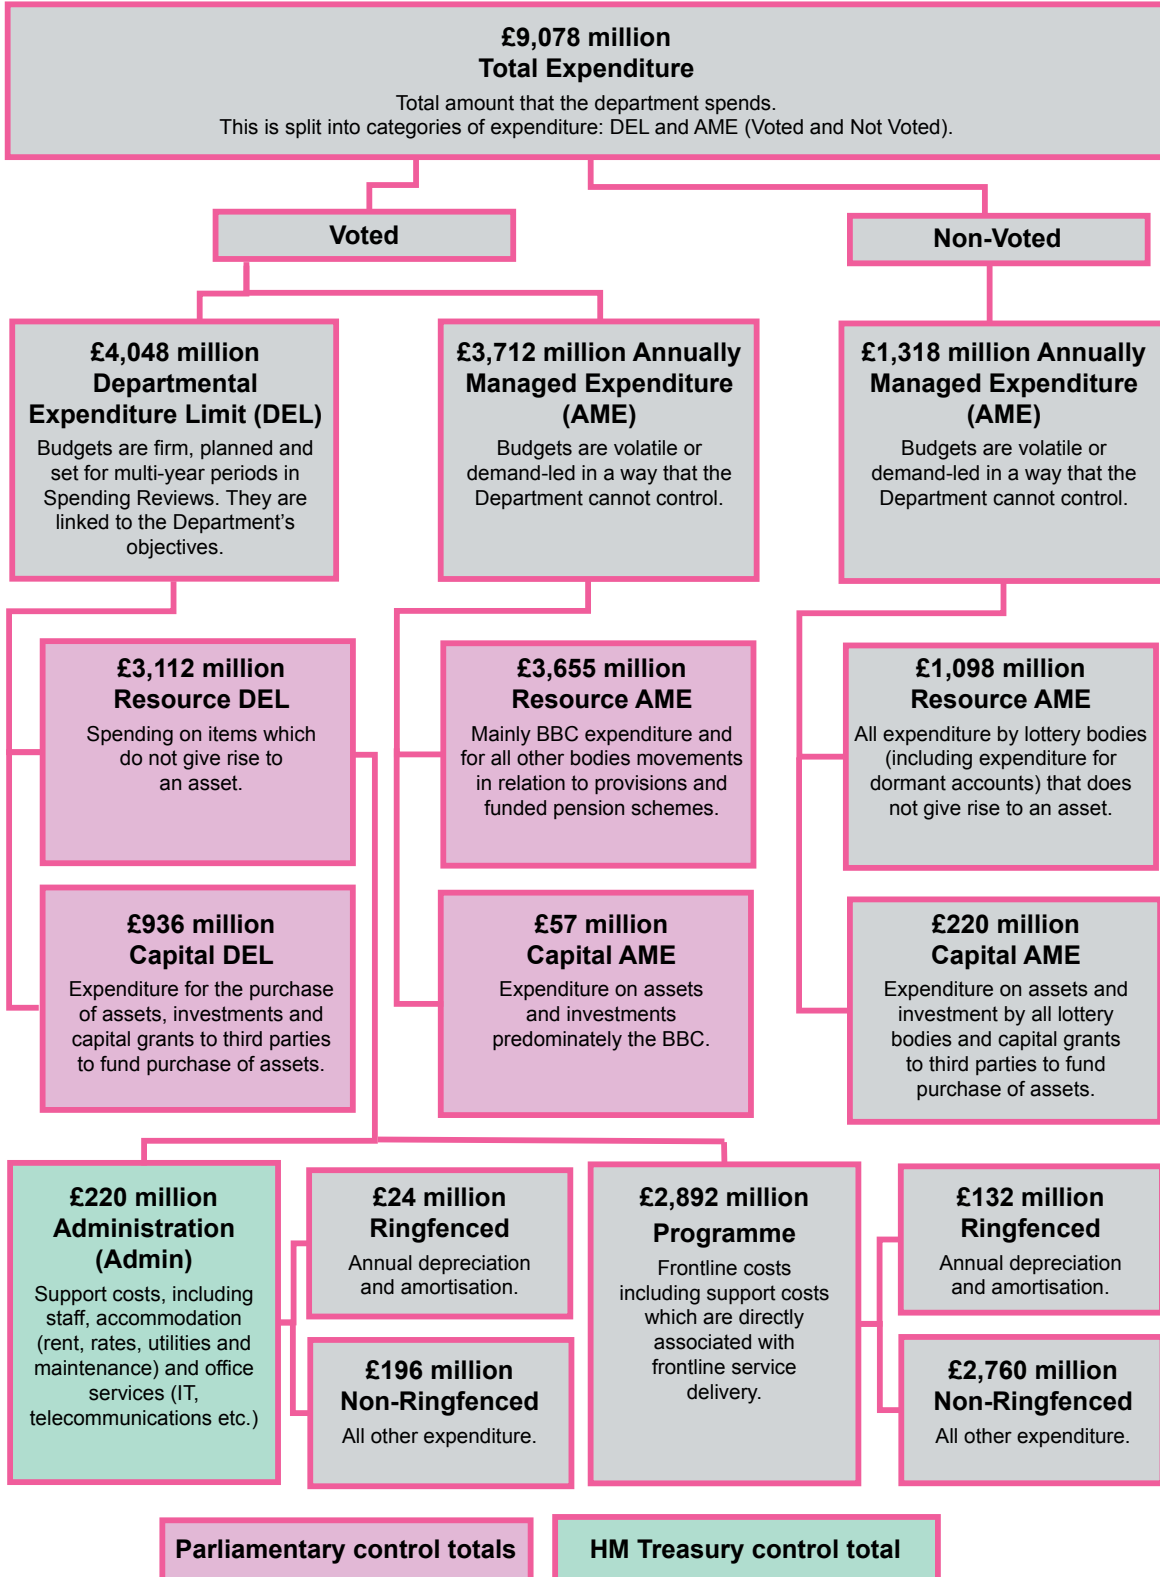 £9,078 million
Total Expenditure
Total amount that the department spends.
This is split into categories of expenditure: DEL and AME (Voted and Not Voted).
Voted
Non-Voted
£4,048 million
Departmental
Expenditure Limit (DEL)
Budgets are firm, planned and
set for multi-year periods in
Spending Reviews. They are
linked to the Department’s
objectives.
£3,712 million Annually
Managed Expenditure
(AME)
Budgets are volatile or
demand-led in a way that the
Department cannot control.
£1,318 million Annually
Managed Expenditure
(AME)
Budgets are volatile or
demand-led in a way that the
Department cannot control.
£3,112 million
Resource DEL
Spending on items which
do not give rise to
an asset.
£3,655 million
Resource AME
Mainly BBC expenditure and
for all other bodies movements
in relation to provisions and
funded pension schemes.
£1,098 million
Resource AME
All expenditure by lottery bodies
(including expenditure for
dormant accounts) that does
not give rise to an asset.
£936 million
Capital DEL
Expenditure for the purchase
of assets, investments and
capital grants to third parties
to fund purchase of assets.
£57 million
Capital AME
Expenditure on assets
and investments
predominately the BBC.
£220 million
Capital AME
Expenditure on assets and
investment by all lottery
bodies and capital grants
to third parties to fund
purchase of assets.
£220 million
Administration
(Admin)
Support costs, including
staff, accommodation
(rent, rates, utilities and
maintenance) and office
services (IT,
telecommunications etc.)
£24 million
Ringfenced
Annual depreciation
and amortisation.
£196 million
Non-Ringfenced
All other expenditure.
£2,892 million
Programme
Frontline costs
including support costs
which are directly
associated with
frontline service
delivery.
£132 million
Ringfenced
Annual depreciation
and amortisation.
£2,760 million
Non-Ringfenced
All other expenditure.
Parliamentary control totals
HM Treasury control total